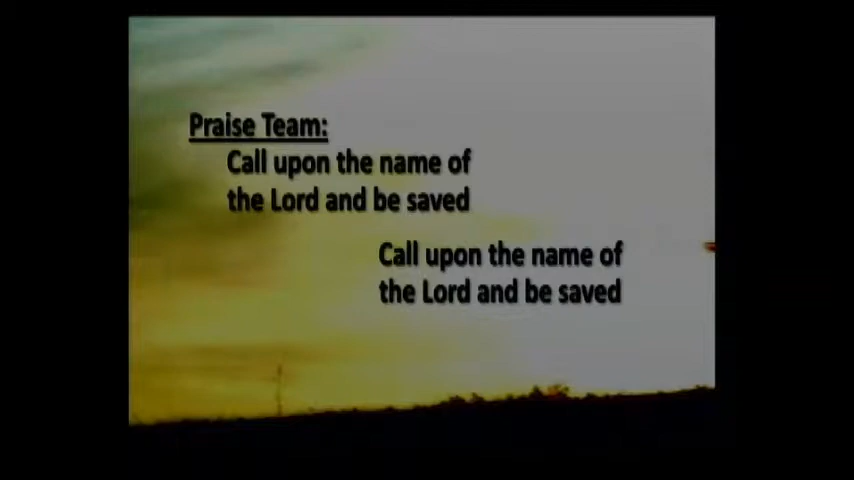 Praise Team:
Call upon the name of
the Lord and be saved
Call upon the name of
the Lord and be saved